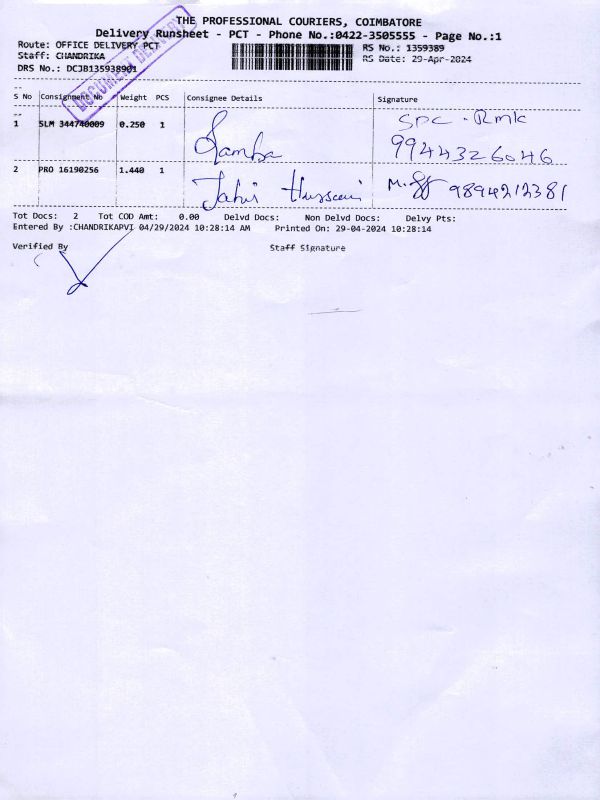 THE PROFESSIONAL COURIERS, COIMBATORE
Delivery Runsheet - PCT - Phone No.:0422-3505555 - Page No.:1
Route: OFFICE DELIVERY PCT
RS No.: 1359389
Staff: CHANDRIKA
RS Date: 29-Apr-2024
DRS No.: DCJB135938901
DOCUMENT DELIVERY
S No Consignment No Weight PCS Consignee Details Signature
1 SLM 344740009 0.250 1 Samba SPC . Rmk
9944326046
2 PRO 16190256 1.440 1 Jahir Hussain M. 9894212381
Tot Docs: 2 Tot COD Amt: 0.00 Delvd Docs: Non Delvd Docs: Delvy Pts:
Entered By :CHANDRIKAPVI 04/29/2024 10:28:14 AM Printed On: 29-04-2024 10:28:14
Verified By Staff Signature